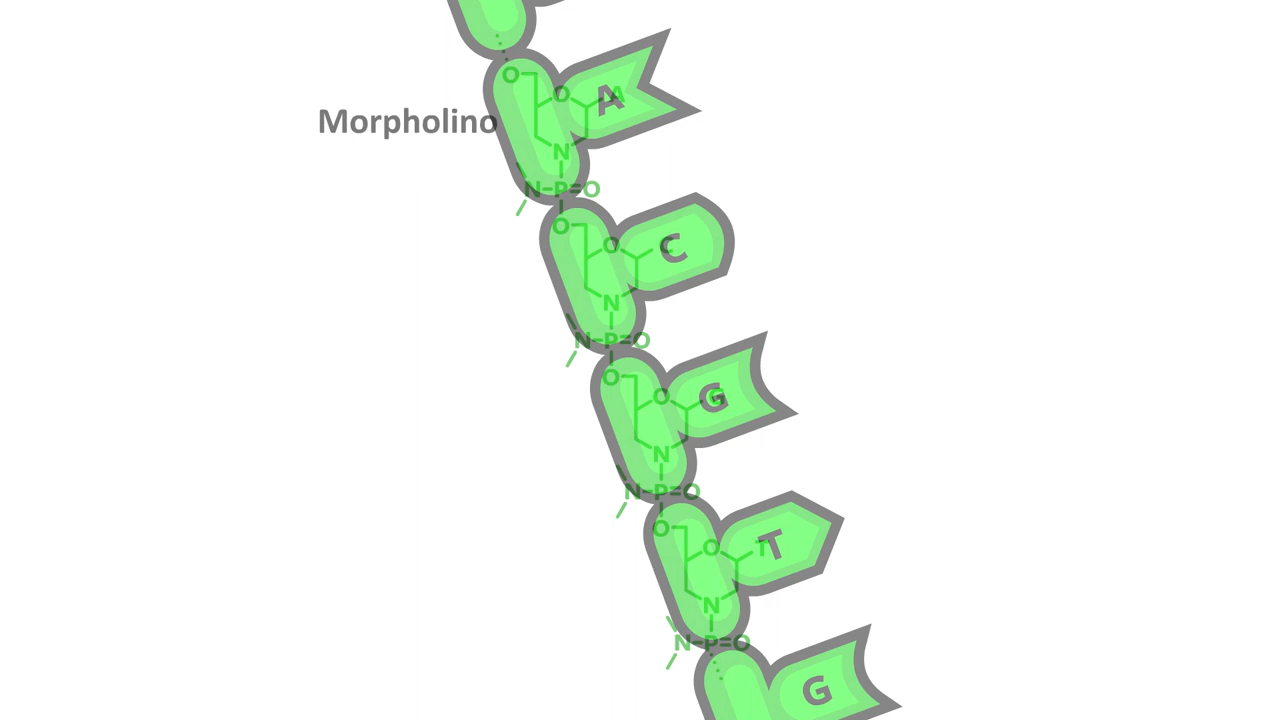 O
O A A
Morpholino
N
N-P=O
O
O C
N
N-P=O
O
O G
N
N-P=O
O
O T T
N
N-P=O
G